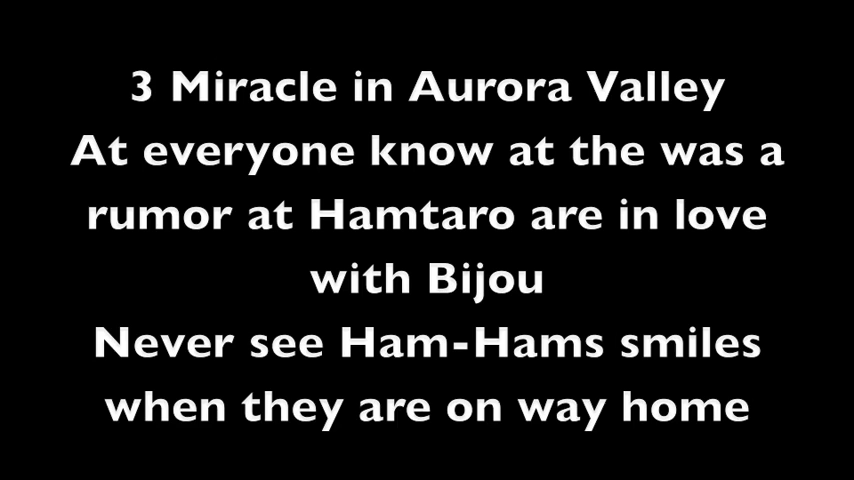 3 Miracle in Aurora Valley
At everyone know at the was a
rumor at Hamtaro are in love
with Bijou
Never see Ham-Hams smiles
when they are on way home